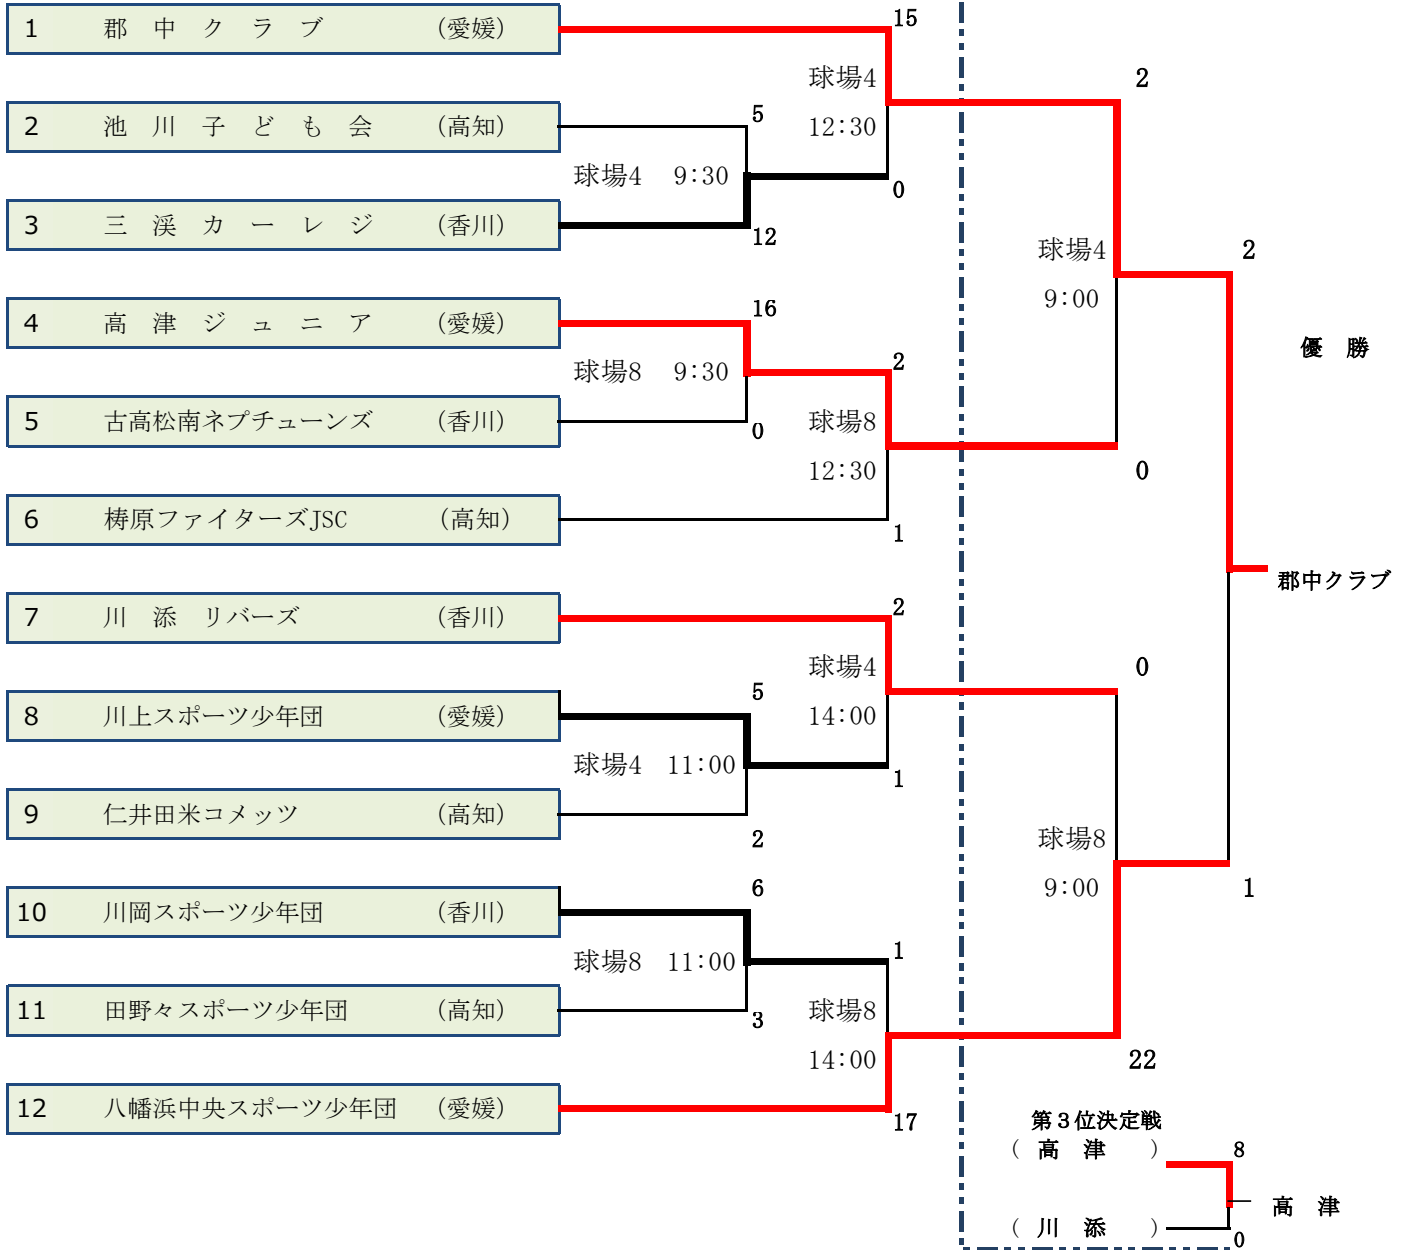 1 郡 中 ク ラ ブ (愛媛)
15
球場4
12:30
2 池 川 子 ど も 会 (高知)
5
球場4 9:30
0
3 三 渓 カ ー レ ジ (香川)
12
2
球場4
9:00
2
4 高 津 ジ ュ ニ ア (愛媛)
16
球場8 9:30
2
優 勝
5 古高松南ネプチューンズ (香川)
0
球場8
12:30
0
6 梼原ファイターズJSC (高知)
1
郡中クラブ
7 川 添 リバーズ (香川)
2
球場4
14:00
0
8 川上スポーツ少年団 (愛媛)
5
球場4 11:00
1
9 仁井田米コメッツ (高知)
2
球場8
9:00
1
10 川岡スポーツ少年団 (香川)
6
球場8 11:00
1
11 田野々スポーツ少年団 (高知)
3
球場8
14:00
22
12 八幡浜中央スポーツ少年団 (愛媛)
17
第3位決定戦
( 高 津 )
8
高 津
( 川 添 )
0